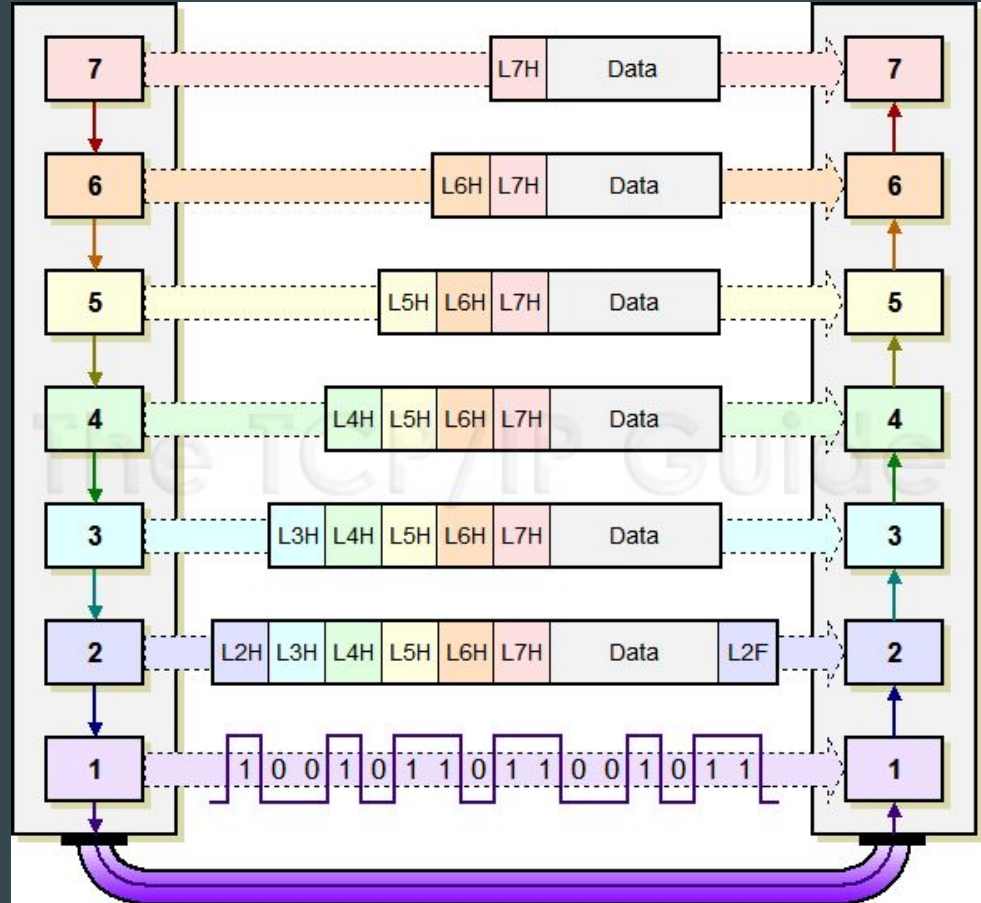 7 L7H Data 7
6 L6H L7H Data 6
5 L5H L6H L7H Data 5
4 L4H L5H L6H L7H Data 4
The TCP/IP Guide
3 L3H L4H L5H L6H L7H Data 3
2 L2H L3H L4H L5H L6H L7H Data L2F 2
1 1 0 0 1 0 1 1 0 1 1 0 0 1 0 1 1 1